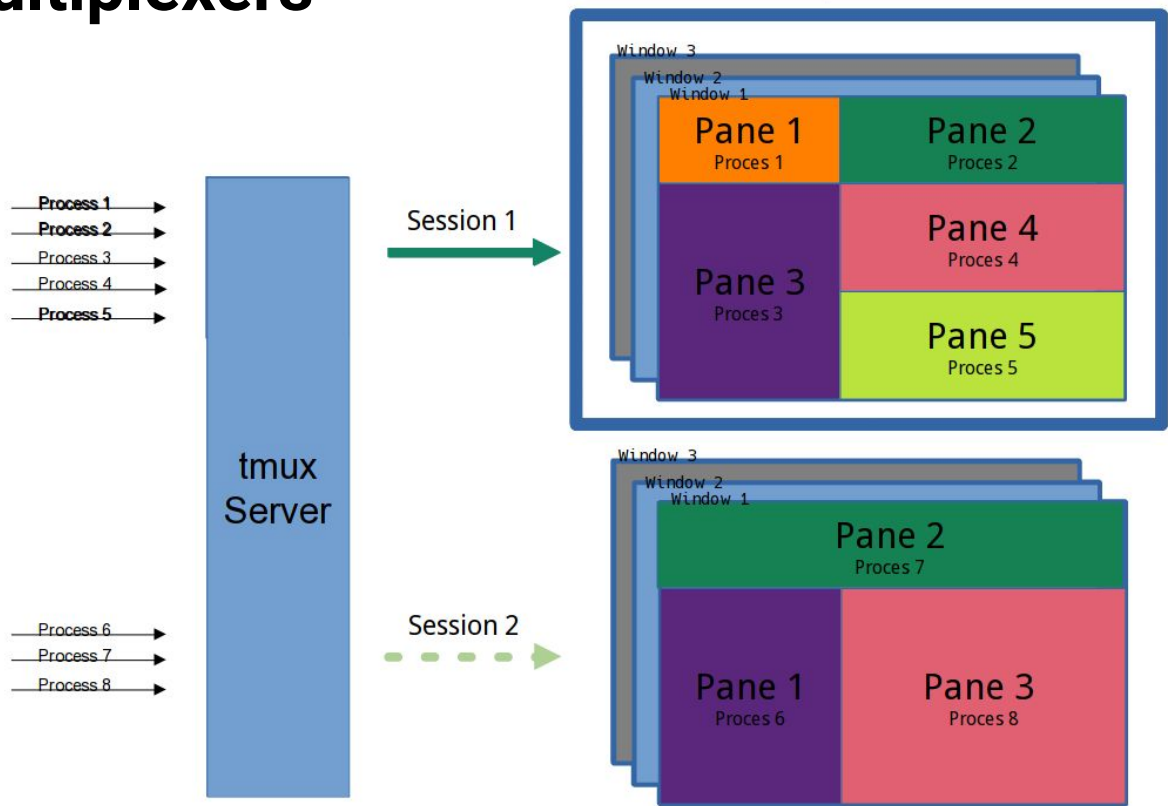 Process 1
Process 2
Process 3
Process 4
Process 5
Process 6
Process 7
Process 8
tmux
Server
Session 1
Session 2
Window 3
Window 2
Window 1
Pane 1
Proces 1
Pane 2
Proces 2
Pane 3
Proces 3
Pane 4
Proces 4
Pane 5
Proces 5
Window 3
Window 2
Window 1
Pane 2
Proces 7
Pane 1
Proces 6
Pane 3
Proces 8